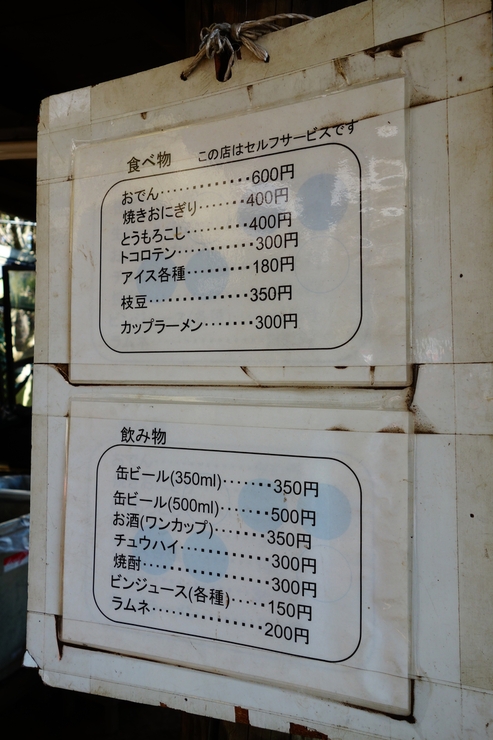 食べ物 この店はセルフサービスです
おでん・・・・・・・・・・・・・600円
焼きおにぎり・・・・・・・400円
とうもろこし・・・・・・・・・400円
トコロテン・・・・・・・・・・・300円
アイス各種・・・・・・・・・180円
枝豆・・・・・・・・・・・・・・350円
カップラーメン・・・・・・・300円
飲み物
缶ビール(350ml)・・・・・・・350円
缶ビール(500ml)・・・・・・・500円
お酒(ワンカップ)・・・・・・・350円
チュウハイ・・・・・・・・・・・・・300円
焼酎・・・・・・・・・・・・・・・・・・300円
ビンジュース(各種)・・・・・150円
ラムネ・・・・・・・・・・・・・・・200円